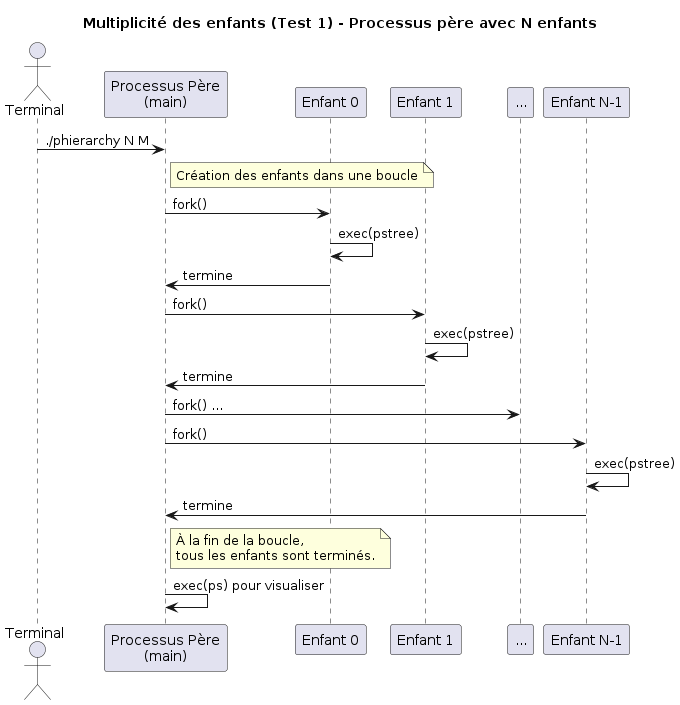 Multiplicité des enfants (Test 1) - Processus père avec N enfants
Terminal
Processus Père
(main)
Enfant 0
Enfant 1
...
Enfant N-1
./phierarchy N M
Création des enfants dans une boucle
fork()
exec(pstree)
termine
fork()
exec(pstree)
termine
fork() ...
fork()
exec(pstree)
termine
À la fin de la boucle,
tous les enfants sont terminés.
exec(ps) pour visualiser
Terminal
Processus Père
(main)
Enfant 0
Enfant 1
...
Enfant N-1